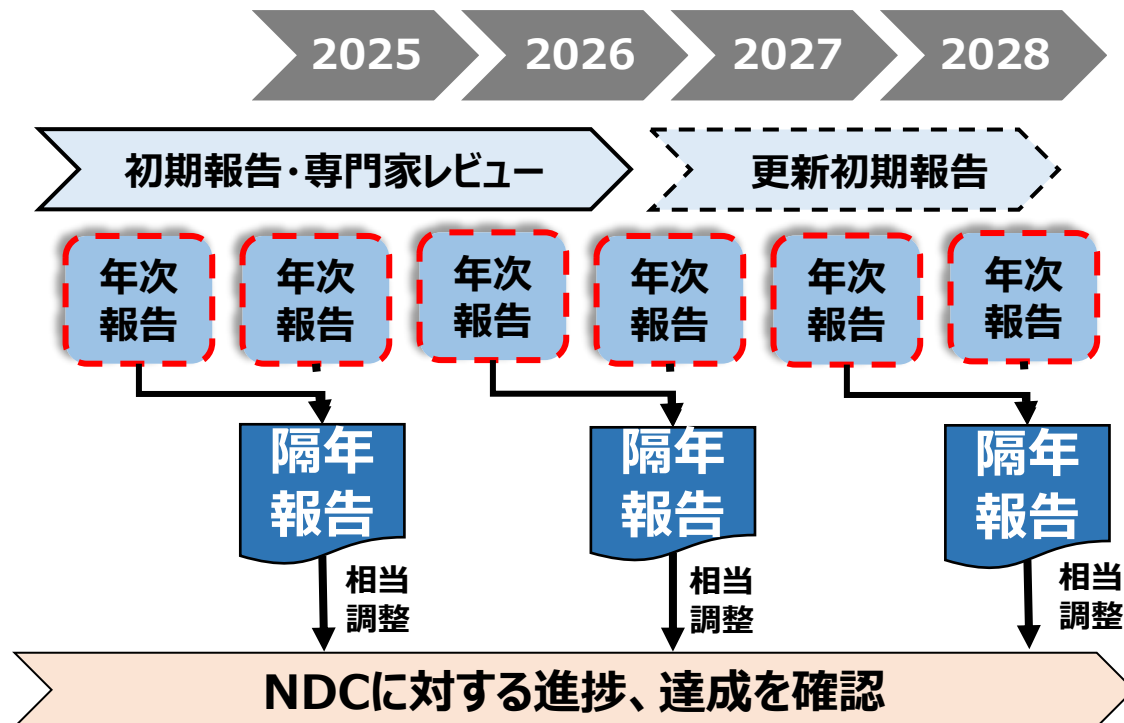 2025 2026 2027 2028
初期報告・専門家レビュー 更新初期報告
年次 年次 年次 年次 年次 年次
報告 報告 報告 報告 報告 報告
隔年 隔年 隔年
報告 報告 報告
相当 相当 相当
調整 調整 調整
NDCに対する進捗、達成を確認